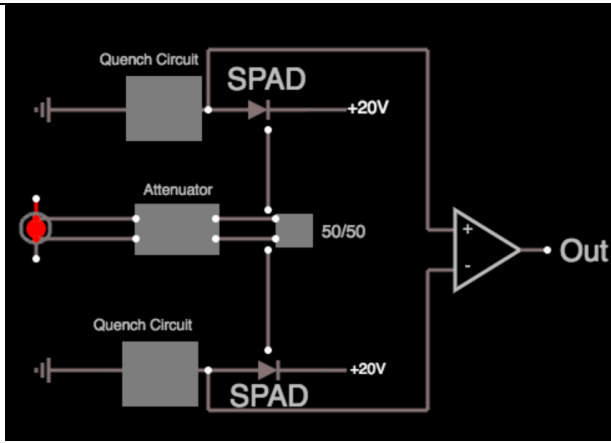 Quench Circuit
SPAD
+20V
Attenuator
50/50
+
-
Out
Quench Circuit
+20V
SPAD